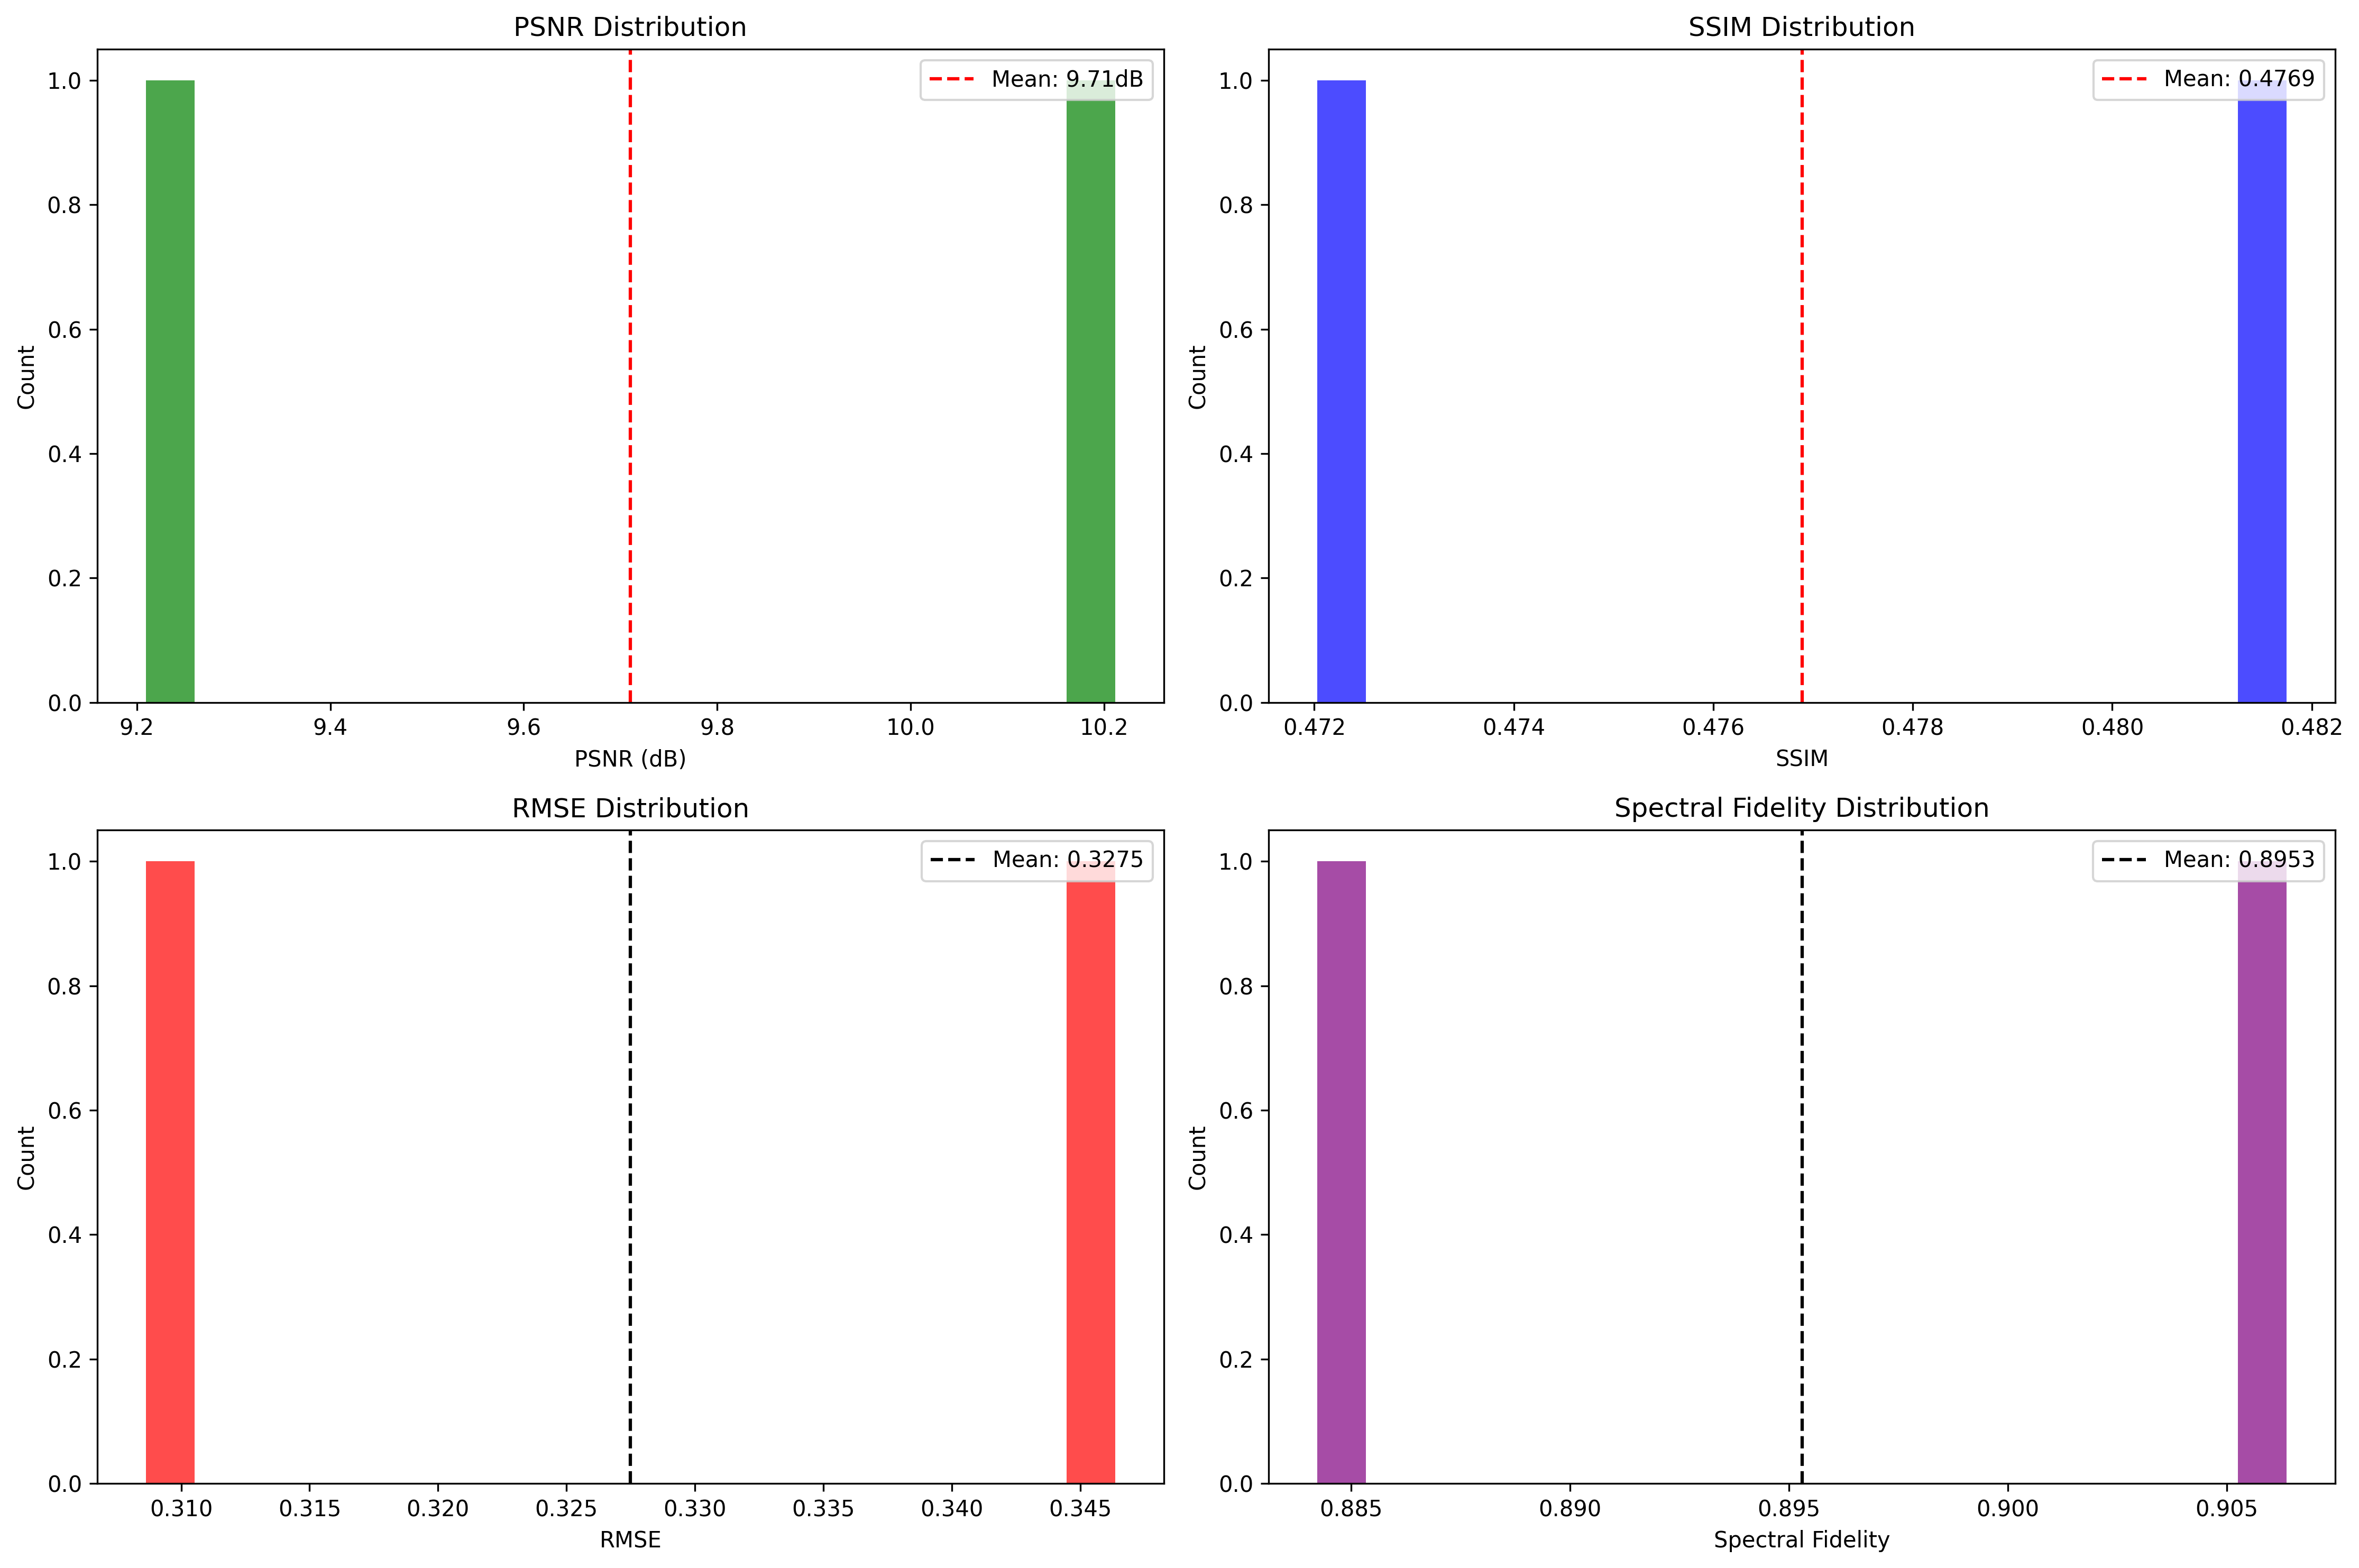 PSNR Distribution
Mean: 9.71dB
Count
1.0
0.8
0.6
0.4
0.2
0.0
9.2 9.4 9.6 9.8 10.0 10.2
PSNR (dB)
SSIM Distribution
Mean: 0.4769
Count
1.0
0.8
0.6
0.4
0.2
0.0
0.472 0.474 0.476 0.478 0.480 0.482
SSIM
RMSE Distribution
Mean: 0.3275
Count
1.0
0.8
0.6
0.4
0.2
0.0
0.310 0.315 0.320 0.325 0.330 0.335 0.340 0.345
RMSE
Spectral Fidelity Distribution
Mean: 0.8953
Count
1.0
0.8
0.6
0.4
0.2
0.0
0.885 0.890 0.895 0.900 0.905
Spectral Fidelity